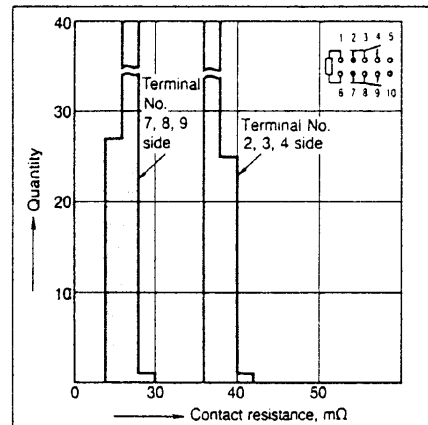 40
30
20
10
Quantity
Terminal
No.
7, 8, 9
side
Terminal No.
2, 3, 4 side
1 2 3 4 5
6 7 8 9 10
30 40 50
Contact resistance, mΩ